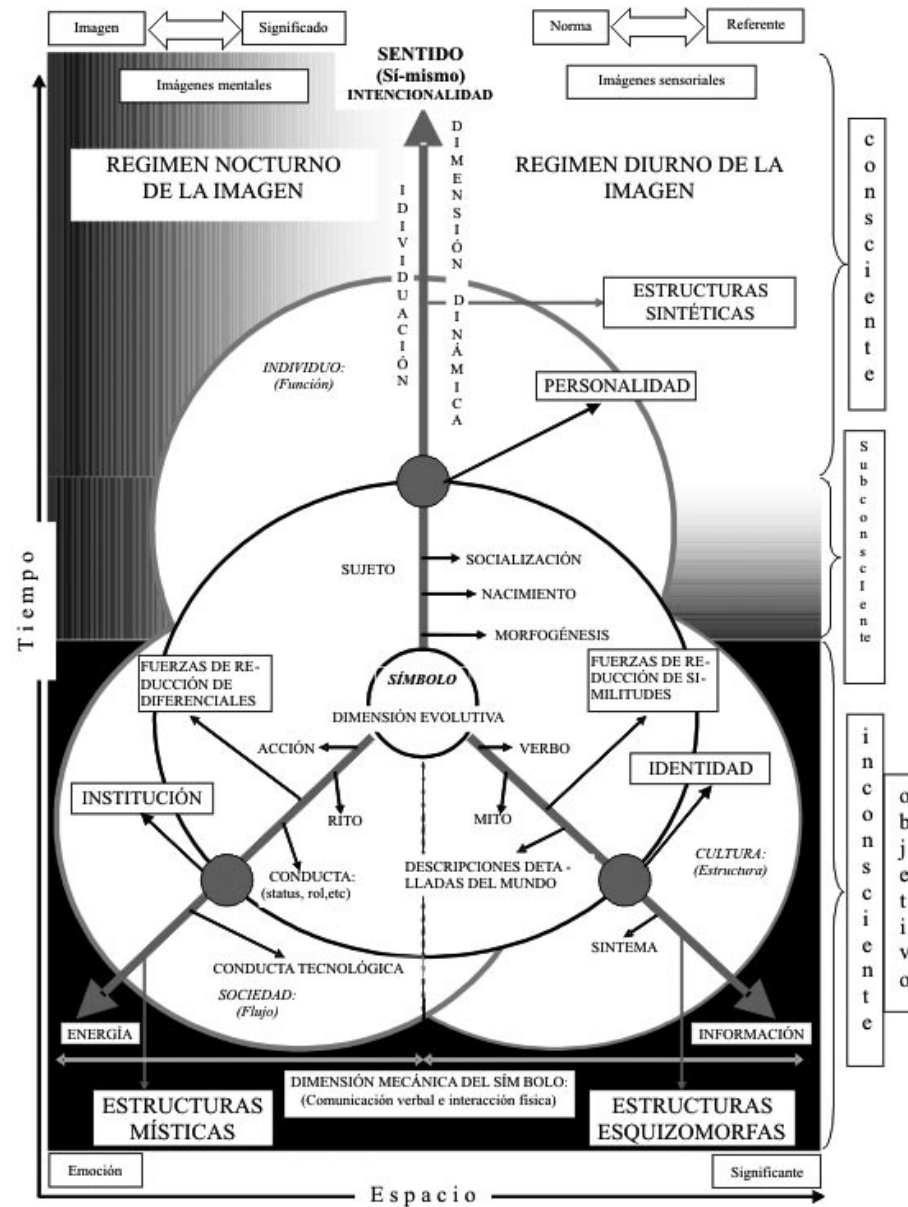 Imagen
Significado
Norma
Referente
SENTIDO
(Sí-mismo)
INTENCIONALIDAD
Imágenes mentales
Imágenes sensoriales
REGIMEN NOCTURNO
DE LA IMAGEN
REGIMEN DIURNO DE LA
IMAGEN
IDIVIDUACIÓN
DIMENSIÓN DINÁMICA
consciente
ESTRUCTURAS
SINTÉTICAS
INDIVIDUO:
(Función)
PERSONALIDAD
Subconsciente
Tiempo
SUJETO
SOCIALIZACIÓN
NACIMIENTO
MORFOGÉNESIS
FUERZAS DE RE-
DUCCIÓN DE
DIFERENCIALES
FUERZAS DE RE-
DUCCIÓN DE SI-
MILITUDES
SÍMBOLO
DIMENSIÓN EVOLUTIVA
ACCIÓN
VERBO
INSTITUCIÓN
RITO
MITO
IDENTIDAD
inconsciente
objetivo
CONDUCTA:
(status, rol,etc)
DESCRIPCIONES DETA-
LLADAS DEL MUNDO
CULTURA:
(Estructura)
CONDUCTA TECNOLÓGICA
SINTEMA
SOCIEDAD:
(Flujo)
ENERGÍA
INFORMACIÓN
DIMENSIÓN MECÁNICA DEL SÍM BOLO:
(Comunicación verbal e interacción física)
ESTRUCTURAS
MÍSTICAS
ESTRUCTURAS
ESQUIZOMORFAS
Emoción
Significante
Espacio